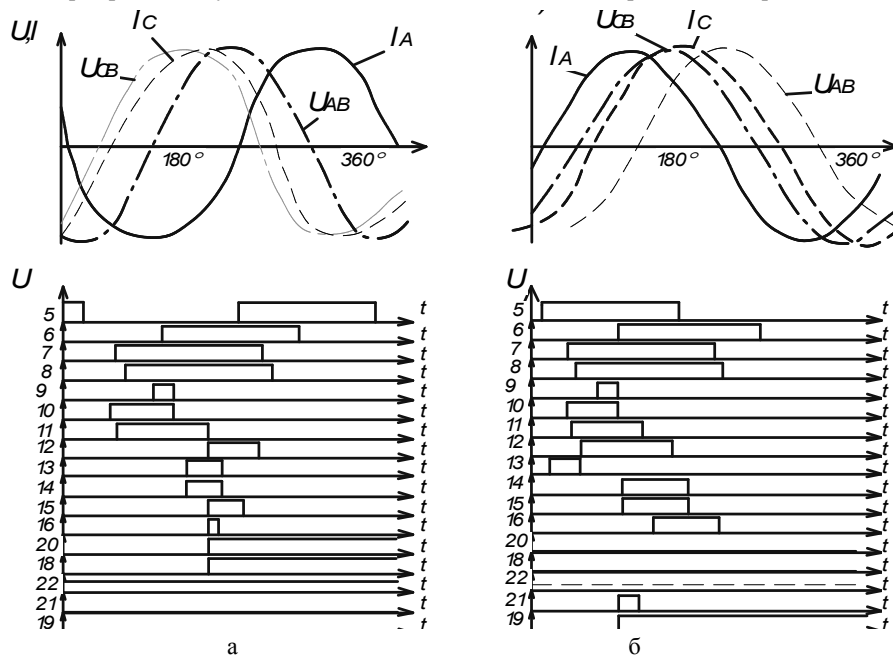 U,I
IC
UCB
IA
UAB
180°
360°
U
5 t
6 t
7 t
8 t
9 t
10 t
11 t
12 t
13 t
14 t
15 t
16 t
20 t
18 t
22 t
21 t
19 t
а
IA
UCB
IC
UAB
180°
360°
U
5 t
6 t
7 t
8 t
9 t
10 t
11 t
12 t
13 t
14 t
15 t
16 t
20 t
18 t
22 t
21 t
19 t
б